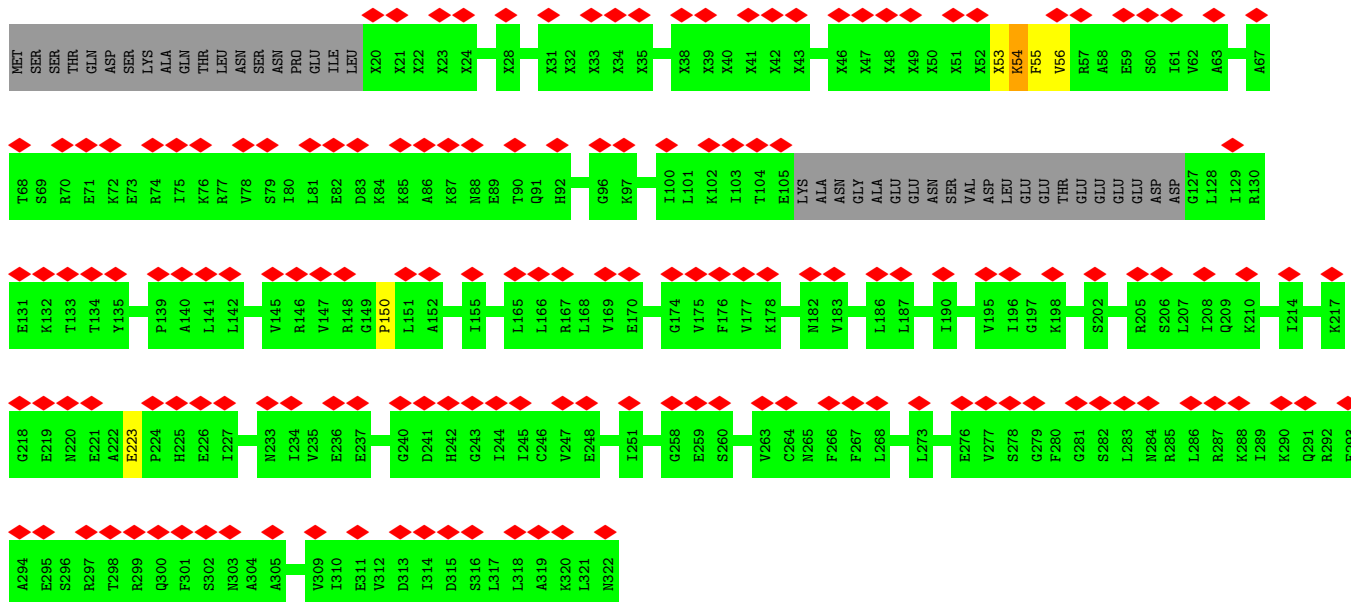 MET SER SER THR GLN ASP SER LYS ALA GLN THR LEU ASN SER ASN PRO GLU ILE LEU X20 X21 X22 X23 X24 X28 X31 X32 X33 X34 X35 X38 X39 X40 X41 X42 X43 X46 X47 X48 X49 X50 X51 X52 X53 K54 F55 V56 R57 A58 E59 S60 I61 V62 A63 A67
T68 S69 R70 E71 K72 E73 R74 I75 K76 R77 V78 S79 I80 L81 E82 D83 K84 K85 A86 K87 N88 E89 T90 Q91 H92 G96 K97 I100 L101 K102 I103 T104 E105 LYS ALA ASN GLY ALA GLU GLU ASN SER VAL ASP LEU GLU GLU THR GLU GLU GLU GLU ASP ASP G127 L128 I129 R130
E131 K132 T133 T134 Y135 P139 A140 L141 L142 V145 R146 V147 R148 G149 P150 L151 A152 I155 L165 L166 R167 L168 V169 E170 G174 V175 F176 V177 K178 N182 V183 L186 L187 I190 V195 I196 G197 K198 S202 R205 S206 L207 I208 Q209 K210 I214 K217
G218 E219 N220 E221 A222 E223 P224 H225 E226 I227 N233 I234 V235 E236 E237 G240 D241 H242 G243 I244 I245 C246 V247 E248 I251 G258 E259 S260 V263 C264 N265 F266 F267 L268 L273 E276 V277 S278 G279 F280 G281 S282 L283 N284 R285 L286 R287 K288 I289 K290 Q291 R292
A294 E295 S296 R297 T298 R299 Q300 F301 S302 N303 A304 A305 V309 I310 E311 V312 D313 I314 D315 S316 L317 L318 A319 K320 L321 N322